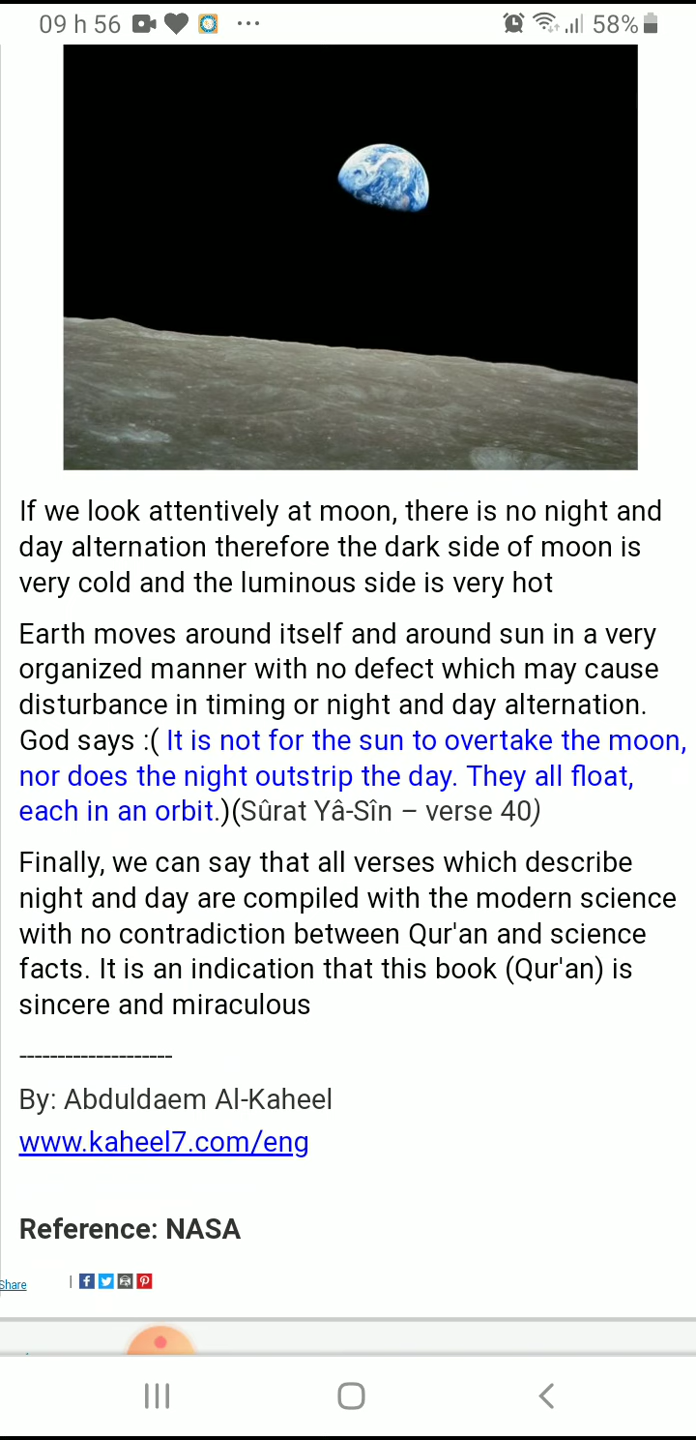 09 h 56
58%
If we look attentively at moon, there is no night and
day alternation therefore the dark side of moon is
very cold and the luminous side is very hot
Earth moves around itself and around sun in a very
organized manner with no defect which may cause
disturbance in timing or night and day alternation.
God says :( It is not for the sun to overtake the moon,
nor does the night outstrip the day. They all float,
each in an orbit.)(Sûrat Yâ-Sîn – verse 40)
Finally, we can say that all verses which describe
night and day are compiled with the modern science
with no contradiction between Qur'an and science
facts. It is an indication that this book (Qur'an) is
sincere and miraculous
--------------------
By: Abduldaem Al-Kaheel
www.kaheel7.com/eng
Reference: NASA
Share |